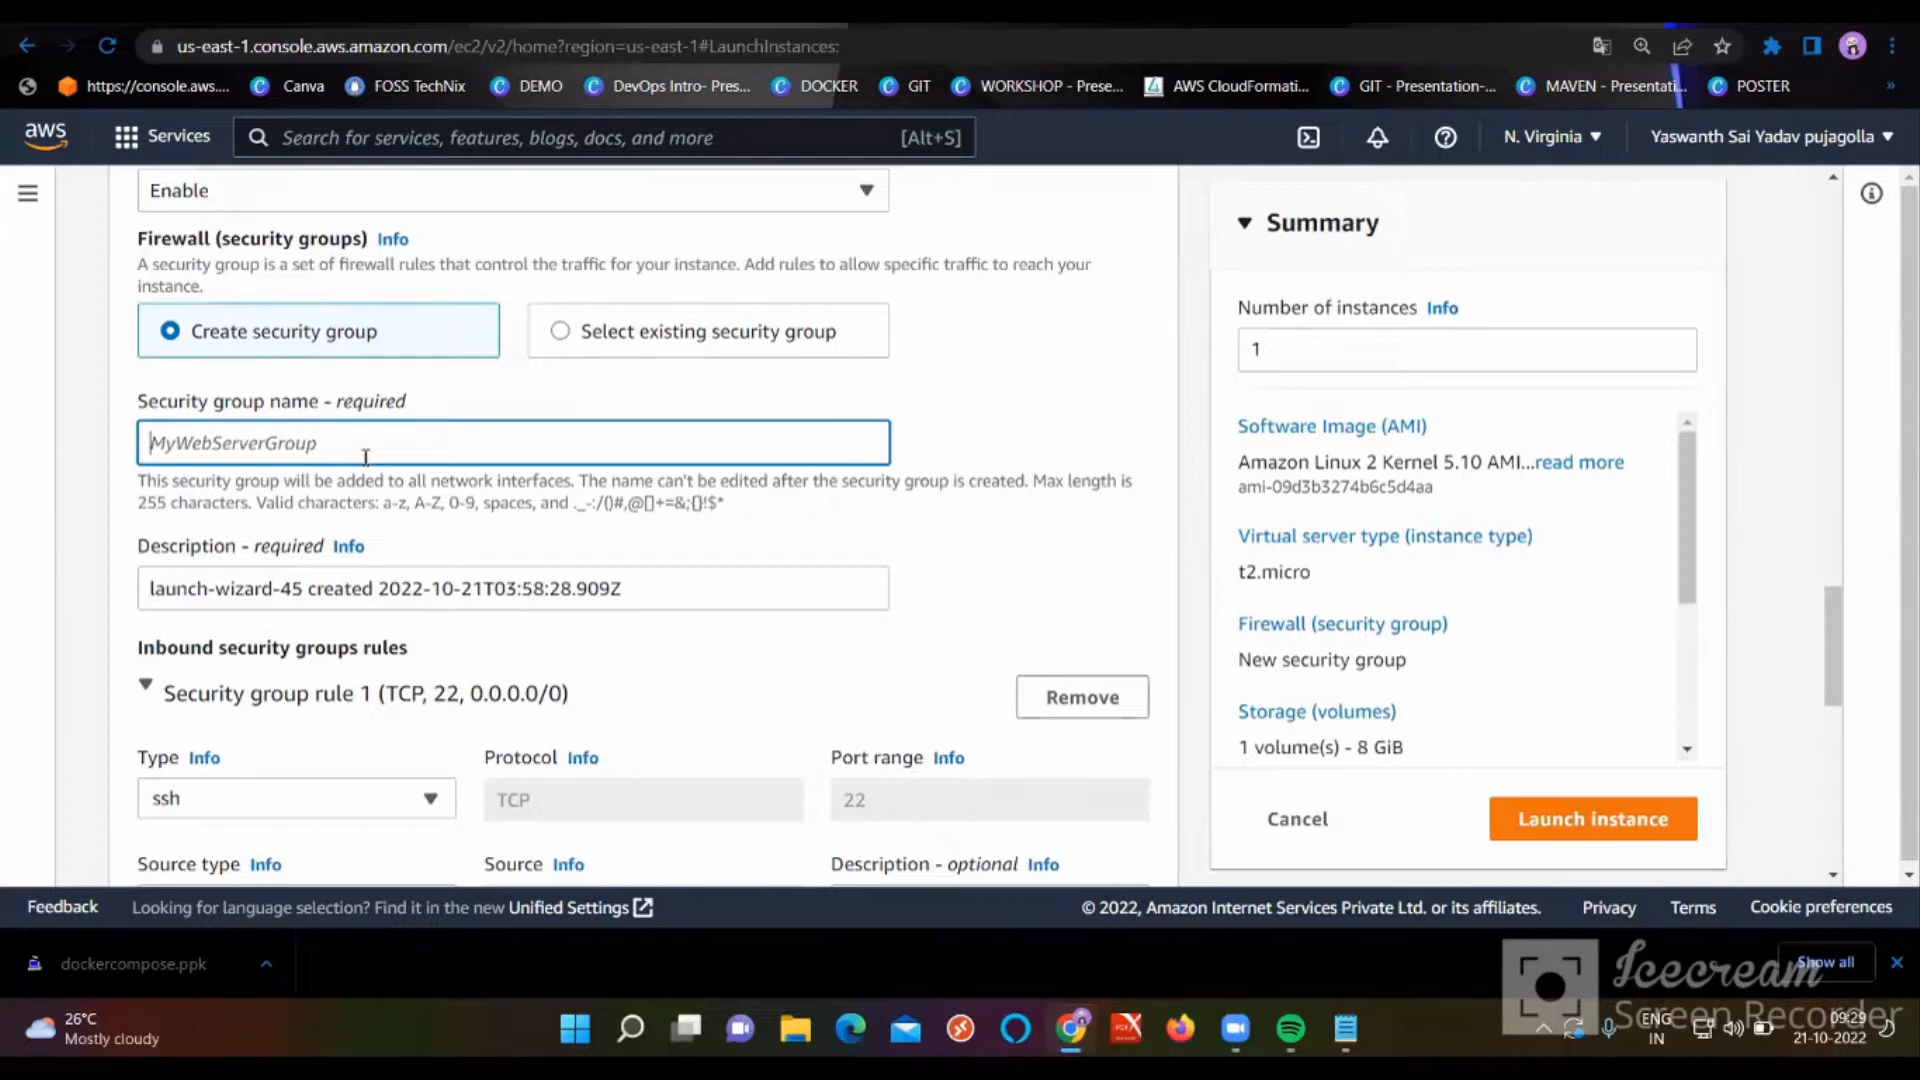 us-east-1.console.aws.amazon.com/ec2/v2/home?region=us-east-1#LaunchInstances:
https://console.aws.... Canva FOSS TechNix DEMO DevOps Intro- Pres... DOCKER GIT WORKSHOP - Prese... AWS CloudFormati... GIT - Presentation-... MAVEN - Presentati... POSTER »
aws Services Search for services, features, blogs, docs, and more [Alt+S] N. Virginia Yaswanth Sai Yadav pujagolla
Enable
Firewall (security groups) Info
A security group is a set of firewall rules that control the traffic for your instance. Add rules to allow specific traffic to reach your
instance.
Create security group Select existing security group
Security group name - required
MyWebServerGroup
This security group will be added to all network interfaces. The name can't be edited after the security group is created. Max length is
255 characters. Valid characters: a-z, A-Z, 0-9, spaces, and ._-:/()#,@[]+=&;{}!$*
Description - required Info
launch-wizard-45 created 2022-10-21T03:58:28.909Z
Inbound security groups rules
Security group rule 1 (TCP, 22, 0.0.0.0/0) Remove
Type Info Protocol Info Port range Info
ssh TCP 22
Source type Info Source Info Description - optional Info
Summary
Number of instances Info
1
Software Image (AMI)
Amazon Linux 2 Kernel 5.10 AMI...read more
ami-09d3b3274b6c5d4aa
Virtual server type (instance type)
t2.micro
Firewall (security group)
New security group
Storage (volumes)
1 volume(s) - 8 GiB
Cancel Launch instance
Feedback Looking for language selection? Find it in the new Unified Settings © 2022, Amazon Internet Services Private Ltd. or its affiliates. Privacy Terms Cookie preferences
dockercompose.ppk Show all
Icecream
Screen Recorder
26°C
Mostly cloudy
ENG
IN
09:29
21-10-2022